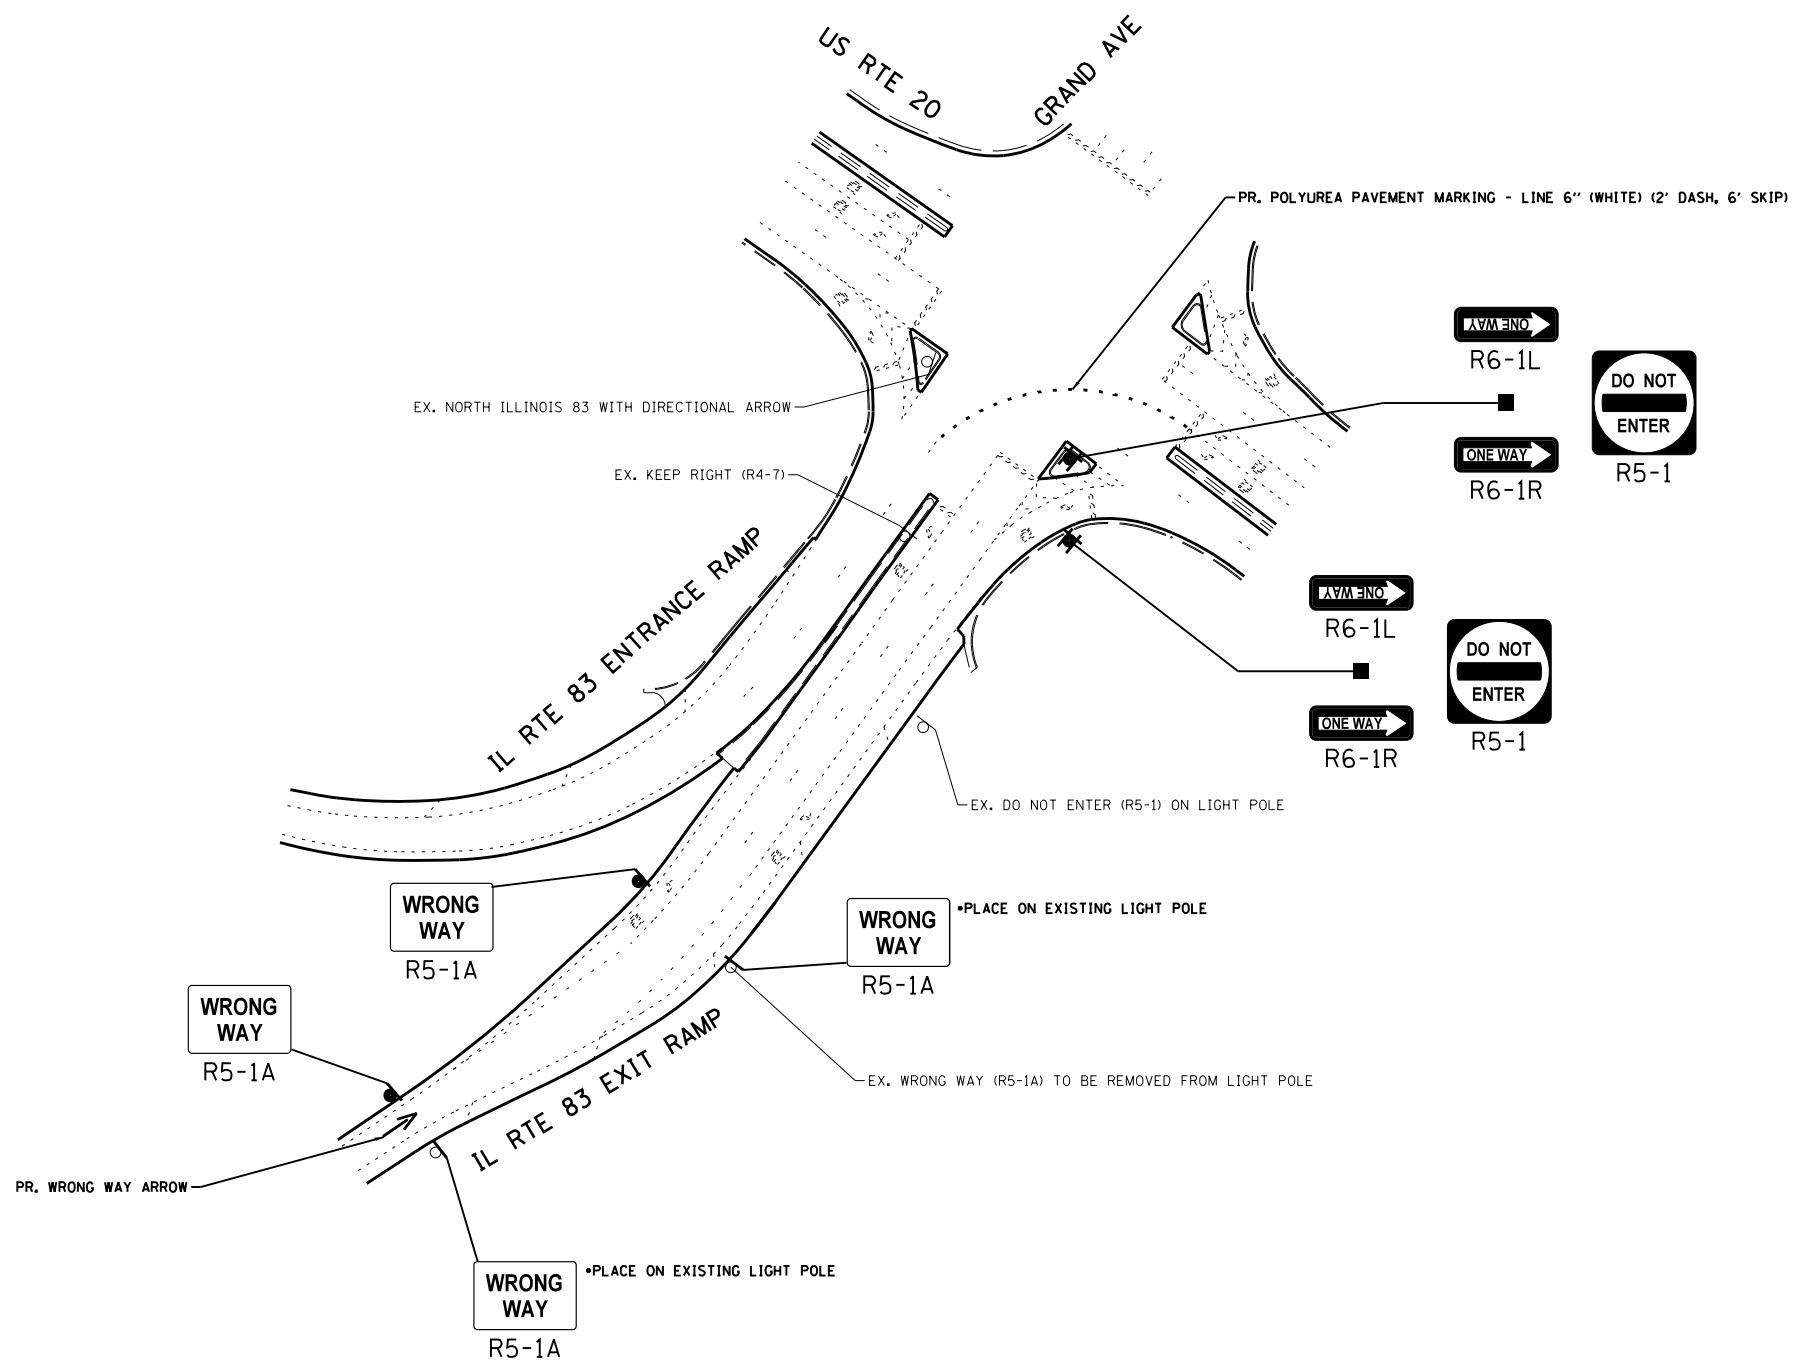 US RTE 20
GRAND AVE
PR. POLYUREA PAVEMENT MARKING - LINE 6" (WHITE) (2' DASH, 6' SKIP)
ONE WAY
R6-1L
DO NOT
ENTER
R5-1
ONE WAY
R6-1R
EX. NORTH ILLINOIS 83 WITH DIRECTIONAL ARROW
EX. KEEP RIGHT (R4-7)
IL RTE 83 ENTRANCE RAMP
ONE WAY
R6-1L
DO NOT
ENTER
R5-1
ONE WAY
R6-1R
EX. DO NOT ENTER (R5-1) ON LIGHT POLE
WRONG
WAY
R5-1A
WRONG
WAY
R5-1A
•PLACE ON EXISTING LIGHT POLE
WRONG
WAY
R5-1A
IL RTE 83 EXIT RAMP
EX. WRONG WAY (R5-1A) TO BE REMOVED FROM LIGHT POLE
PR. WRONG WAY ARROW
WRONG
WAY
R5-1A
•PLACE ON EXISTING LIGHT POLE